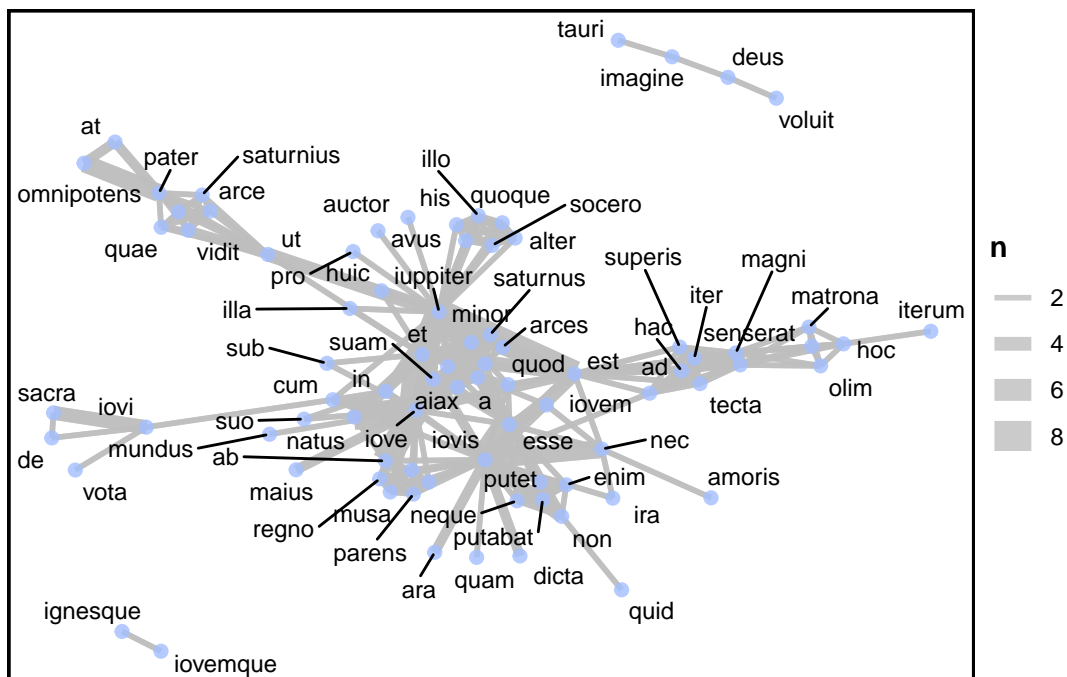 tauri
deus
imagine
voluit
at
pater
saturnius
omnipotens
arce
illo
his
quoque
socero
auctor
avus
alter
quae
vidit
ut
superis
magni
pro
huic
iuppiter
saturnus
iter
matrona
illa
minor
arces
hac
senserat
iterum
et
sub
suam
quod
est
ad
hoc
cum
in
olim
sacra
iovi
aiax
a
iovem
tecta
suo
mundus
natus
iove
iovis
esse
nec
de
ab
vota
maius
putet
enim
amoris
regno
musa
neque
ira
parens
putabat
non
ara
quam
dicta
quid
ignesque
iovemque
n
2
4
6
8